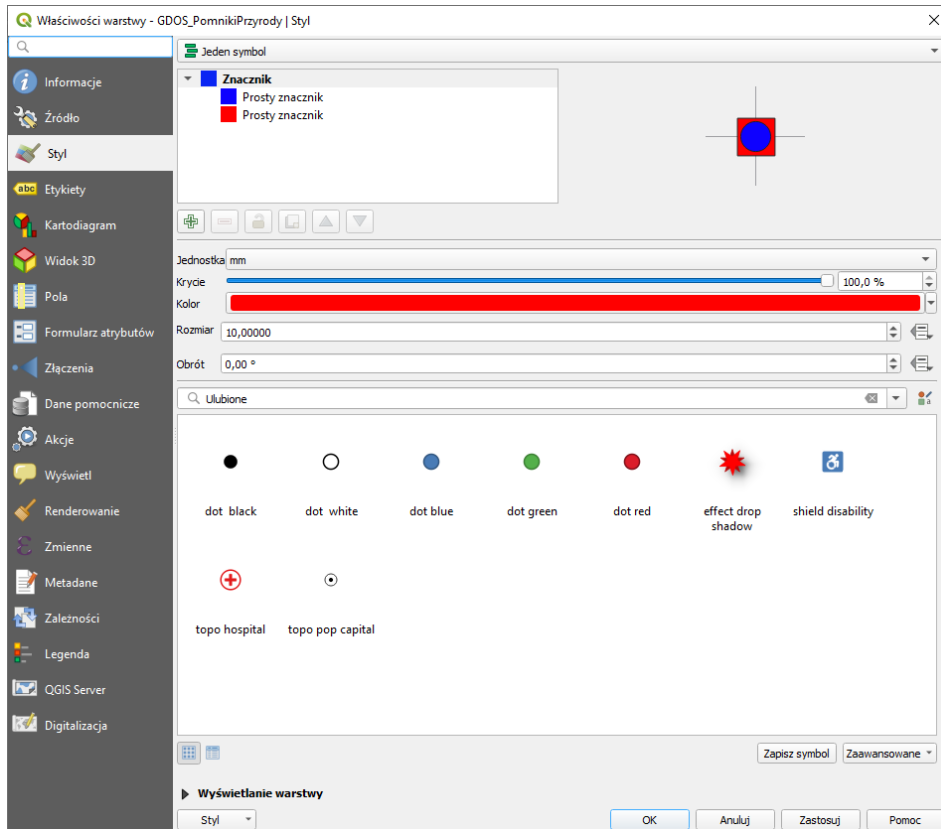 Właściwości warstwy - GDOS_PomnikiPrzyrody | Styl
Informacje
Źródło
Styl
abc Etykiety
Kartodiagram
Widok 3D
Pola
Formularz atrybutów
Złączenia
Dane pomocnicze
Akcje
Wyświetl
Renderowanie
Zmienne
Metadane
Zależności
Legenda
QGIS Server
Digitalizacja
Jeden symbol
Znacznik
Prosty znacznik
Prosty znacznik
Jednostka mm
Krycie 100,0 %
Kolor
Rozmiar 10,00000
Obrót 0,00 °
Ulubione
dot black dot white dot blue dot green dot red effect drop shadow shield disability
topo hospital topo pop capital
Zapisz symbol Zaawansowane
Wyświetlanie warstwy
Styl OK Anuluj Zastosuj Pomoc